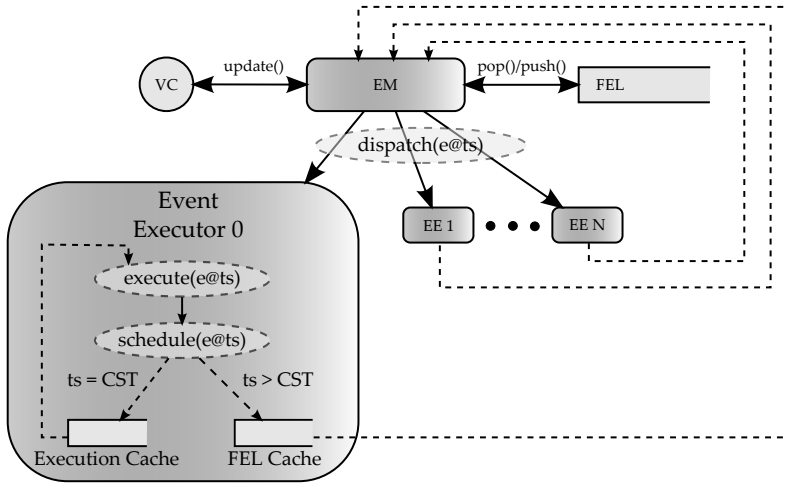 update()
pop()/push()
VC
EM
FEL
dispatch(e@ts)
Event
Executor 0
EE 1
EE N
execute(e@ts)
schedule(e@ts)
ts = CST
ts > CST
Execution Cache
FEL Cache